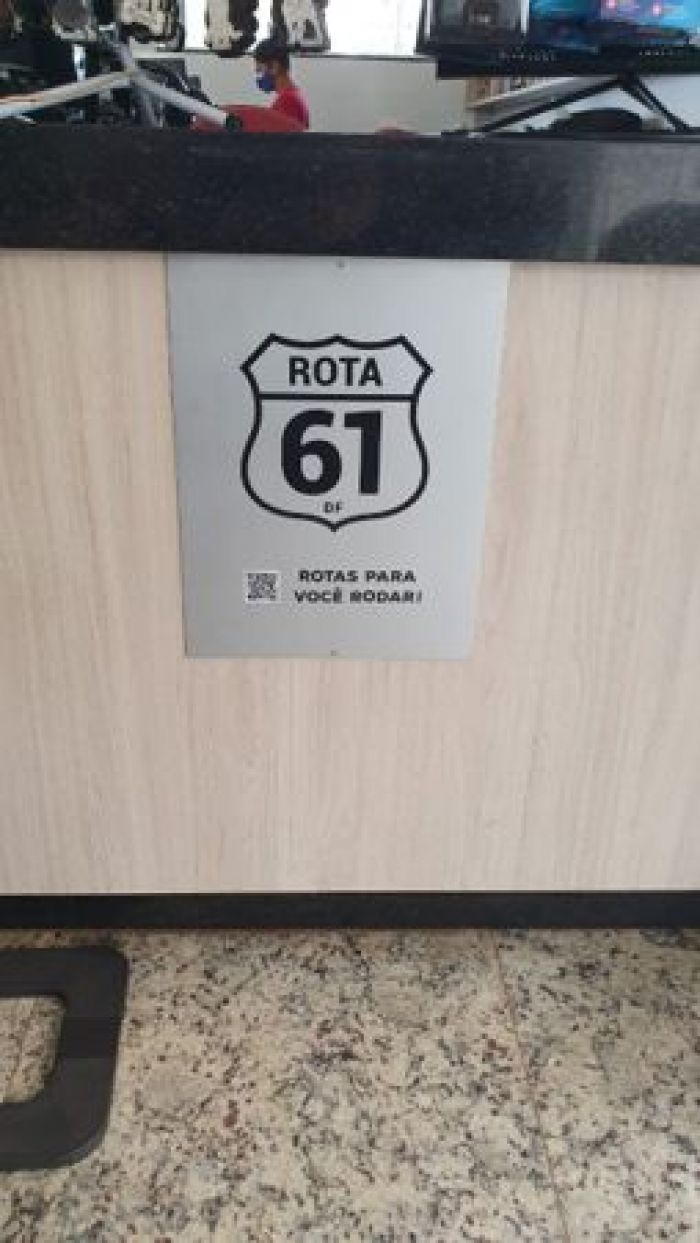 ROTA
61
DF
ROTAS PARA
VOCÊ RODAR!